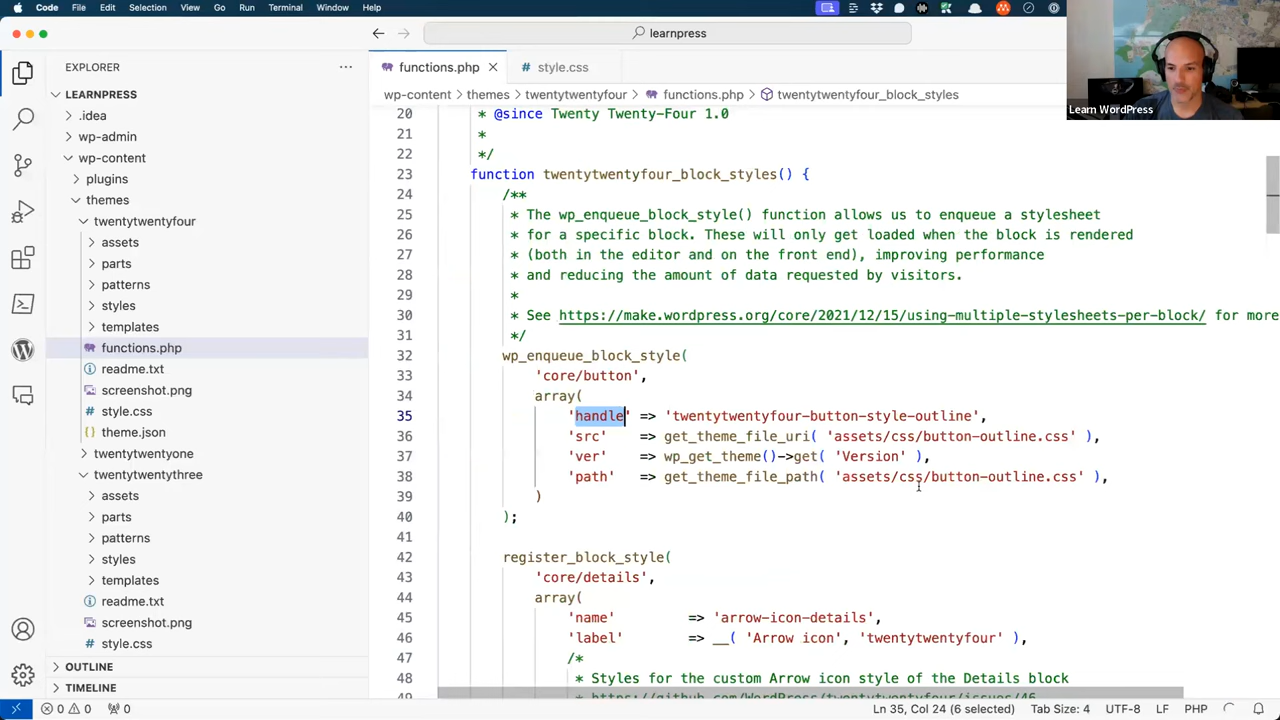 Code File Edit Selection View Go Run Terminal Window Help
learnpress
EXPLORER
LEARNPRESS
.idea
wp-admin
wp-content
plugins
themes
twentytwentyfour
assets
parts
patterns
styles
templates
functions.php
readme.txt
screenshot.png
style.css
theme.json
twentytwentyone
twentytwentythree
assets
parts
patterns
styles
templates
readme.txt
screenshot.png
style.css
OUTLINE
TIMELINE
functions.php
style.css
wp-content themes twentytwentyfour functions.php twentytwentyfour_block_styles
20 * @since Twenty Twenty-Four 1.0
21 *
22 */
23 function twentytwentyfour_block_styles() {
24 /**
25 * The wp_enqueue_block_style() function allows us to enqueue a stylesheet
26 * for a specific block. These will only get loaded when the block is rendered
27 * (both in the editor and on the front end), improving performance
28 * and reducing the amount of data requested by visitors.
29 *
30 * See https://make.wordpress.org/core/2021/12/15/using-multiple-stylesheets-per-block/ for more
31 */
32 wp_enqueue_block_style(
33 'core/button',
34 array(
35 'handle' => 'twentytwentyfour-button-style-outline',
36 'src' => get_theme_file_uri( 'assets/css/button-outline.css' ),
37 'ver' => wp_get_theme()->get( 'Version' ),
38 'path' => get_theme_file_path( 'assets/css/button-outline.css' ),
39 )
40 );
41
42 register_block_style(
43 'core/details',
44 array(
45 'name' => 'arrow-icon-details',
46 'label' => __( 'Arrow icon', 'twentytwentyfour' ),
47 /*
48 * Styles for the custom Arrow icon style of the Details block
49 * https://github.com/WordPress/twentytwentyfour/issues/46
Learn WordPress
0 0 0
Ln 35, Col 24 (6 selected) Tab Size: 4 UTF-8 LF PHP